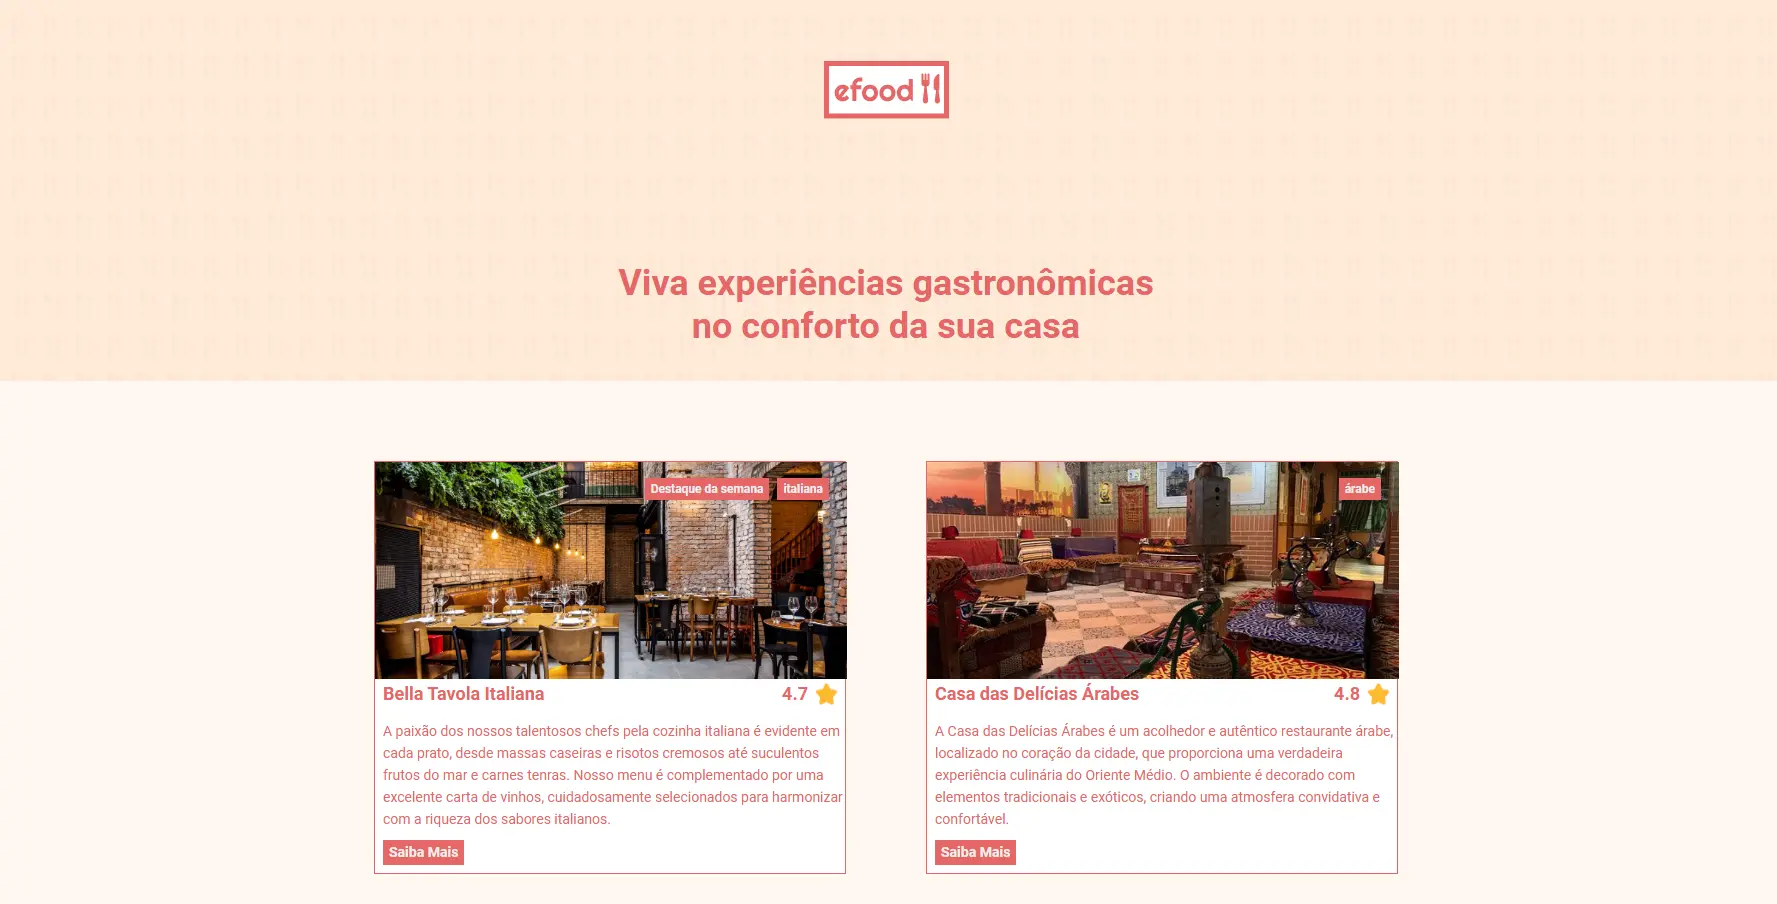 efood
Viva experiências gastronômicas
no conforto da sua casa
Destaque da semana
italiana
Bella Tavola Italiana
4.7
A paixão dos nossos talentosos chefs pela cozinha italiana é evidente em
cada prato, desde massas caseiras e risotos cremosos até suculentos
frutos do mar e carnes tenras. Nosso menu é complementado por uma
excelente carta de vinhos, cuidadosamente selecionados para harmonizar
com a riqueza dos sabores italianos.
Saiba Mais
árabe
Casa das Delícias Árabes
4.8
A Casa das Delícias Árabes é um acolhedor e autêntico restaurante árabe,
localizado no coração da cidade, que proporciona uma verdadeira
experiência culinária do Oriente Médio. O ambiente é decorado com
elementos tradicionais e exóticos, criando uma atmosfera convidativa e
confortável.
Saiba Mais